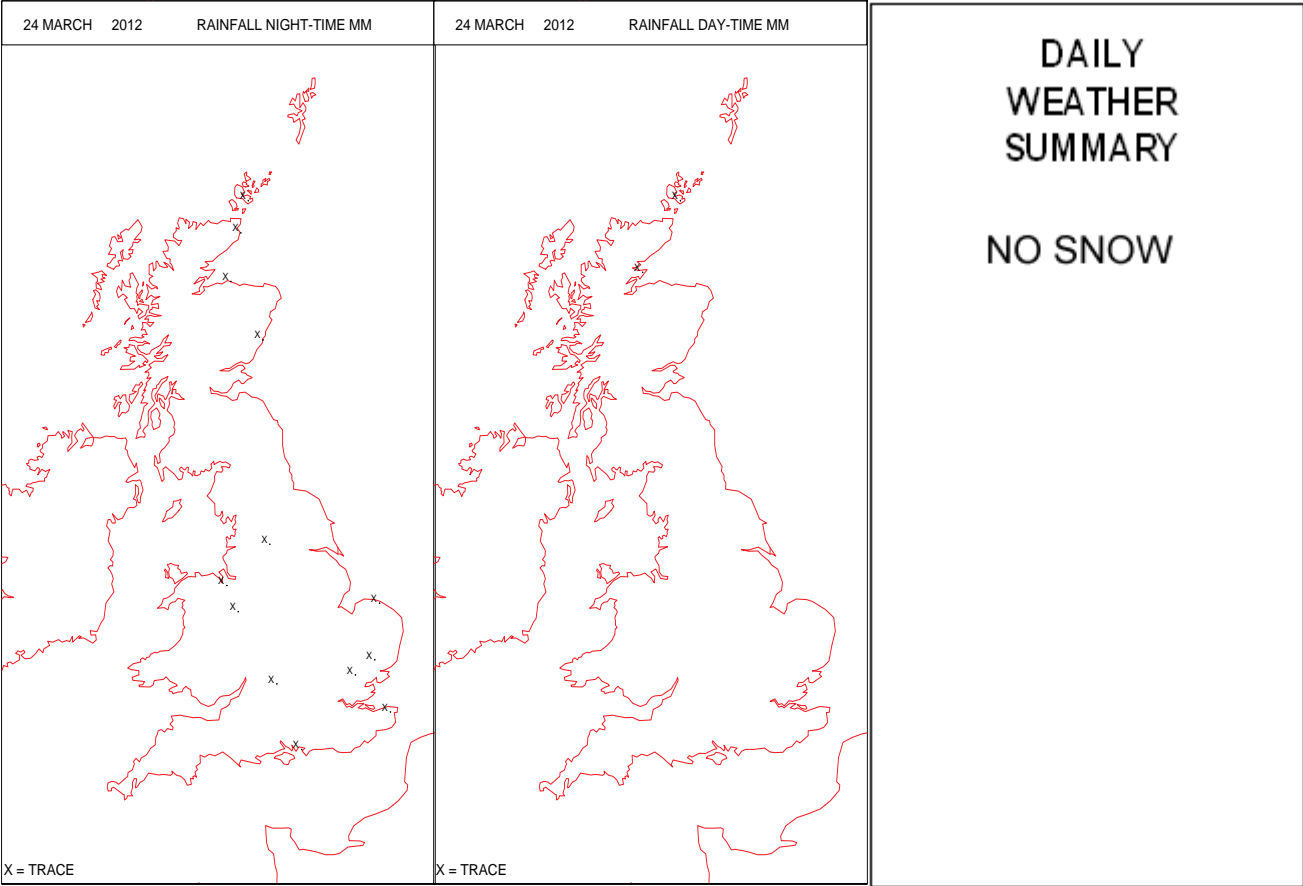 24 MARCH 2012 RAINFALL NIGHT-TIME MM
X.
X.
X.
X.
X.
X.
X.
X.
X.
X.
X.
X.
X.
X = TRACE
24 MARCH 2012 RAINFALL DAY-TIME MM
X.
X
X = TRACE
DAILY
WEATHER
SUMMARY
NO SNOW